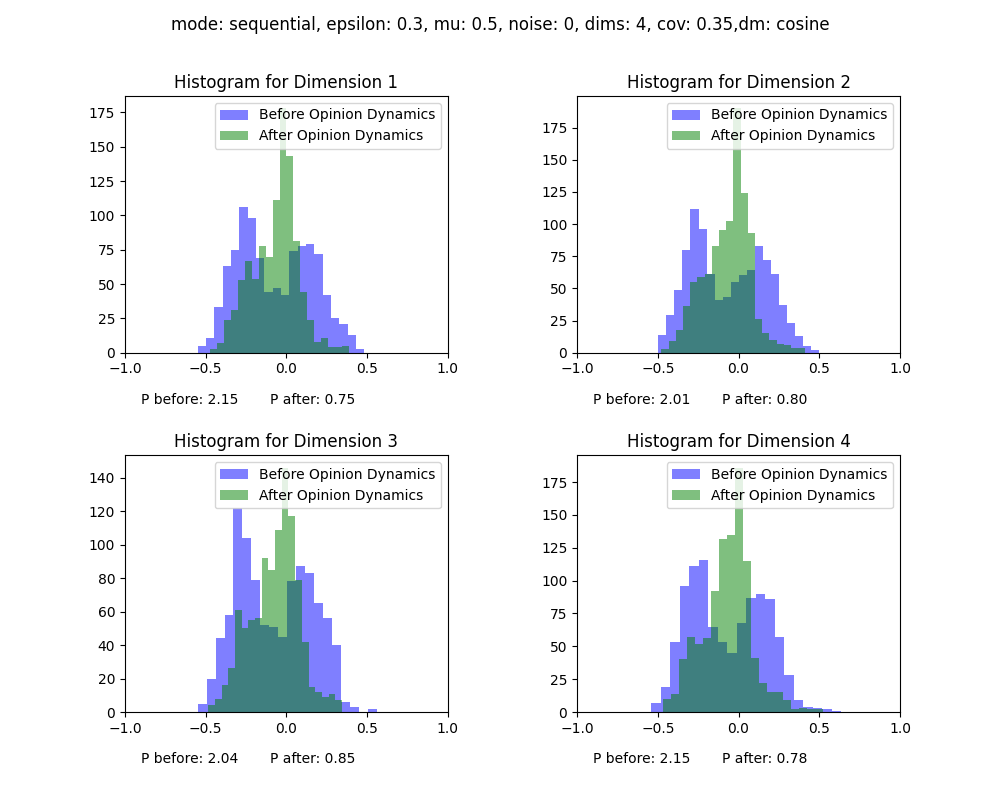 mode: sequential, epsilon: 0.3, mu: 0.5, noise: 0, dims: 4, cov: 0.35,dm: cosine
Histogram for Dimension 1
Before Opinion Dynamics
After Opinion Dynamics
175
150
125
100
75
50
25
0
−1.0 −0.5 0.0 0.5 1.0
P before: 2.15 P after: 0.75
Histogram for Dimension 2
Before Opinion Dynamics
After Opinion Dynamics
175
150
125
100
75
50
25
0
−1.0 −0.5 0.0 0.5 1.0
P before: 2.01 P after: 0.80
Histogram for Dimension 3
Before Opinion Dynamics
After Opinion Dynamics
140
120
100
80
60
40
20
0
−1.0 −0.5 0.0 0.5 1.0
P before: 2.04 P after: 0.85
Histogram for Dimension 4
Before Opinion Dynamics
After Opinion Dynamics
175
150
125
100
75
50
25
0
−1.0 −0.5 0.0 0.5 1.0
P before: 2.15 P after: 0.78